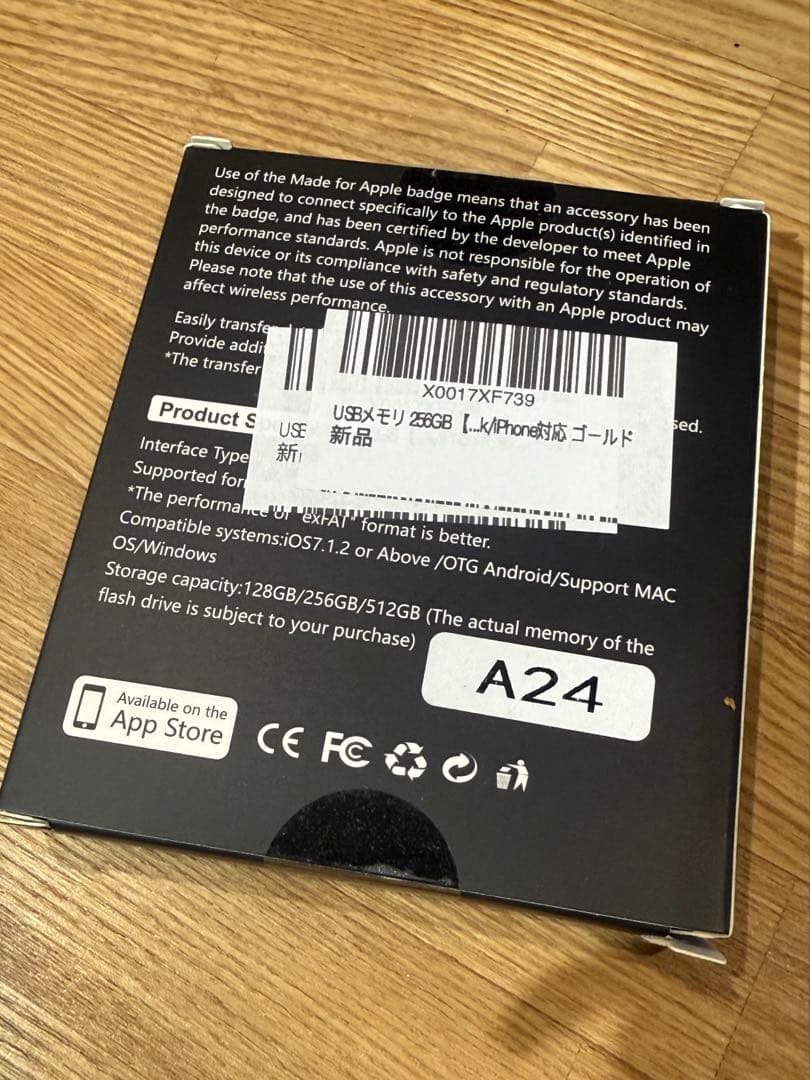 Use of the Made for Apple badge means that an accessory has been
designed to connect specifically to the Apple product(s) identified in
the badge, and has been certified by the developer to meet Apple
performance standards. Apple is not responsible for the operation of
this device or its compliance with safety and regulatory standards.
Please note that the use of this accessory with an Apple product may
affect wireless performance.
Easily
Provide
*The transfer
sed.
X0017XF739
USBメモリ 256GB【...k/iPhone対応 ゴールド
新品
USB
新
Product
Interface Type
Supported
*The performance of "exFAT" format is better.
Compatible systems:iOS7.1.2 or Above /OTG Android/Support MAC
OS/Windows
Storage capacity:128GB/256GB/512GB (The actual memory of the
flash drive is subject to your purchase)
A24
Available on the
App Store
CE FC